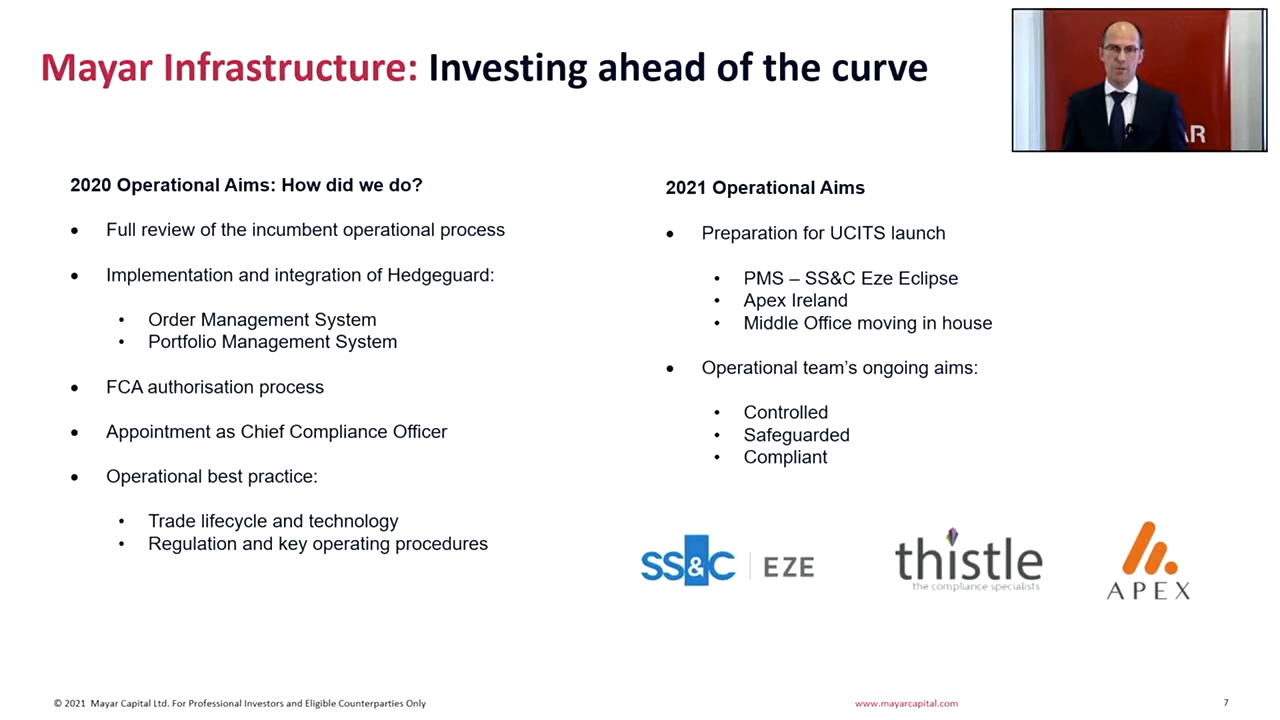 Mayar Infrastructure: Investing ahead of the curve
AR
2020 Operational Aims: How did we do?
• Full review of the incumbent operational process
• Implementation and integration of Hedgeguard:
• Order Management System
• Portfolio Management System
• FCA authorisation process
• Appointment as Chief Compliance Officer
• Operational best practice:
• Trade lifecycle and technology
• Regulation and key operating procedures
2021 Operational Aims
• Preparation for UCITS launch
• PMS – SS&C Eze Eclipse
• Apex Ireland
• Middle Office moving in house
• Operational team’s ongoing aims:
• Controlled
• Safeguarded
• Compliant
SS&C | EZE
thistle
the compliance specialists
APEX
© 2021 Mayar Capital Ltd. For Professional Investors and Eligible Counterparties Only
www.mayarcapital.com
7